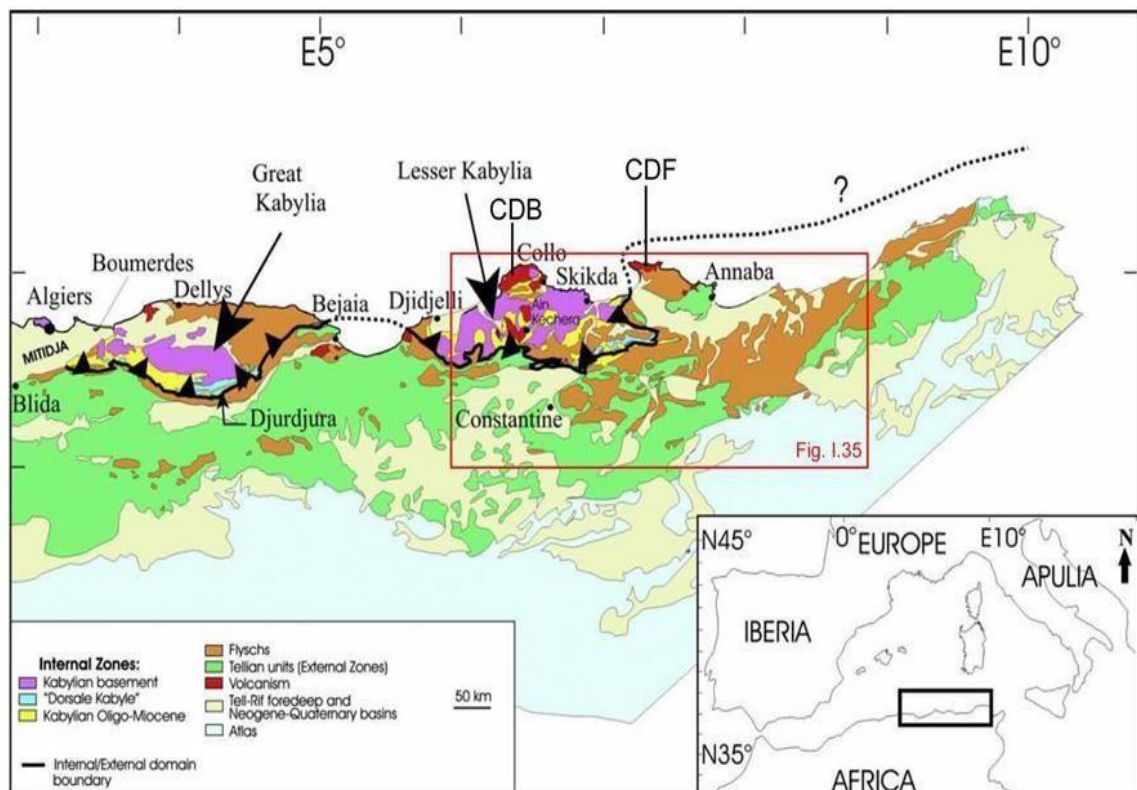 E5°
E10°
Great
Kabylia
Lesser Kabylia
CDB
CDF
?
Boumerdes
Algiers
Dellys
Bejaia
Djidjelli
Collo
Skikda
Annaba
Ain
Kechera
MITIDJA
Blida
Djurdjura
Constantine
Fig. I.35
Internal Zones:
Kabylian basement
"Dorsale Kabyle"
Kabylian Oligo-Miocene
Internal/External domain
boundary
Flyschs
Tellian units (External Zones)
Volcanism
Tell-Rif foredeep and
Neogene-Quaternary basins
Atlas
50 km
N45°
0°
EUROPE
E10°
N
APULIA
IBERIA
N35°
AFRICA